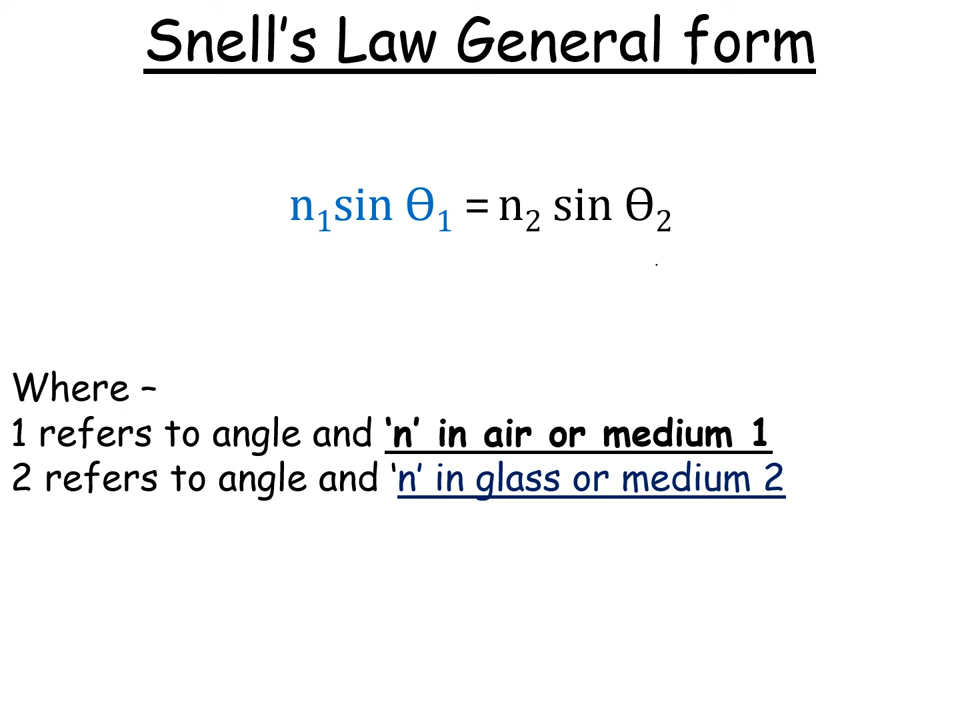 Snell’s Law General form
n₁sin ϴ₁ = n₂ sin ϴ₂
.
Where –
1 refers to angle and ‘n’ in air or medium 1
2 refers to angle and ‘n’ in glass or medium 2